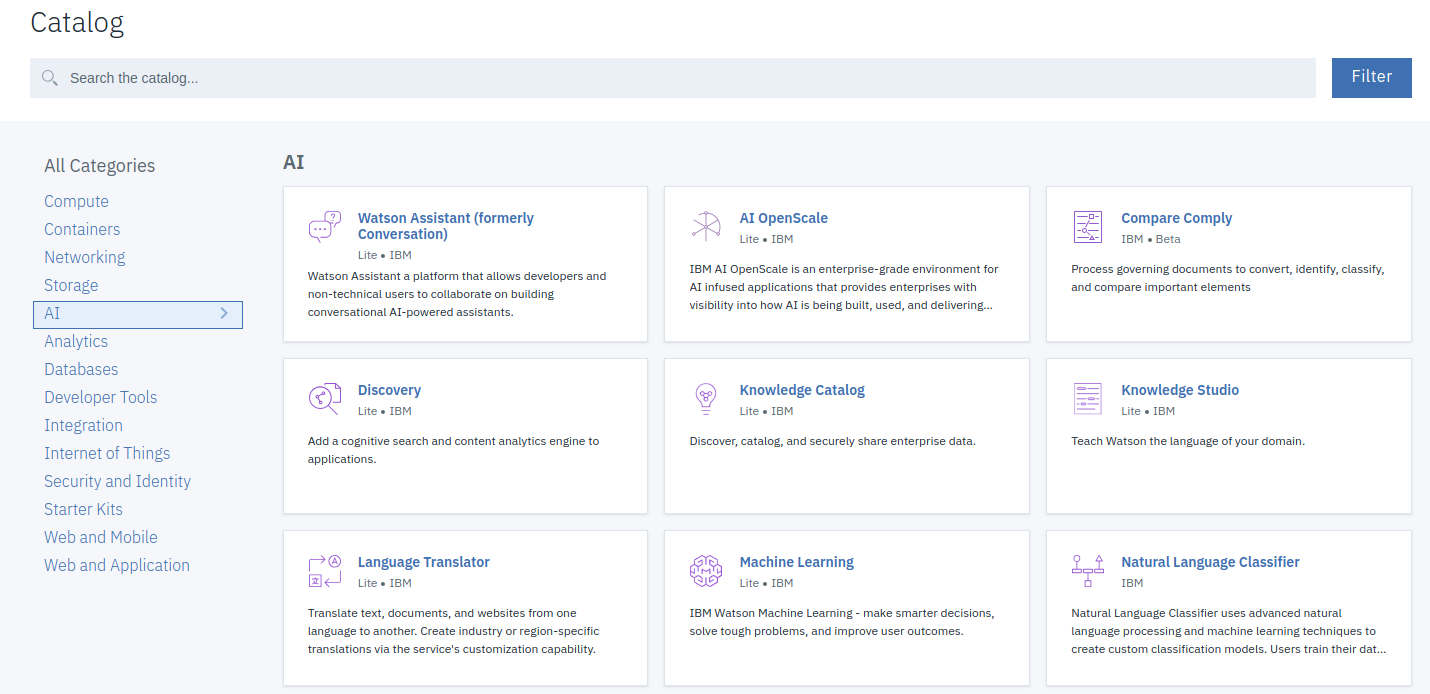 Catalog
Search the catalog...
Filter
All Categories
Compute
Containers
Networking
Storage
AI
Analytics
Databases
Developer Tools
Integration
Internet of Things
Security and Identity
Starter Kits
Web and Mobile
Web and Application
AI
Watson Assistant (formerly
Conversation)
Lite • IBM
Watson Assistant a platform that allows developers and
non-technical users to collaborate on building
conversational AI-powered assistants.
AI OpenScale
Lite • IBM
IBM AI OpenScale is an enterprise-grade environment for
AI infused applications that provides enterprises with
visibility into how AI is being built, used, and delivering...
Compare Comply
IBM • Beta
Process governing documents to convert, identify, classify,
and compare important elements
Discovery
Lite • IBM
Add a cognitive search and content analytics engine to
applications.
Knowledge Catalog
Lite • IBM
Discover, catalog, and securely share enterprise data.
Knowledge Studio
Lite • IBM
Teach Watson the language of your domain.
Language Translator
Lite • IBM
Translate text, documents, and websites from one
language to another. Create industry or region-specific
translations via the service's customization capability.
Machine Learning
Lite • IBM
IBM Watson Machine Learning - make smarter decisions,
solve tough problems, and improve user outcomes.
Natural Language Classifier
IBM
Natural Language Classifier uses advanced natural
language processing and machine learning techniques to
create custom classification models. Users train their dat...